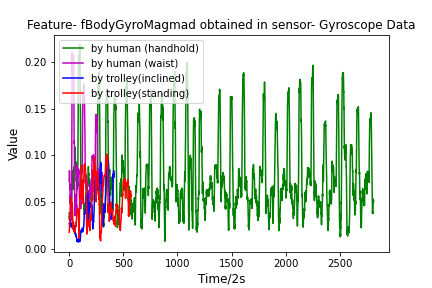 Feature- fBodyGyroMagmad obtained in sensor- Gyroscope Data
by human (handhold)
by human (waist)
by trolley(inclined)
by trolley(standing)
Value
0.20
0.15
0.10
0.05
0.00
0 500 1000 1500 2000 2500
Time/2s